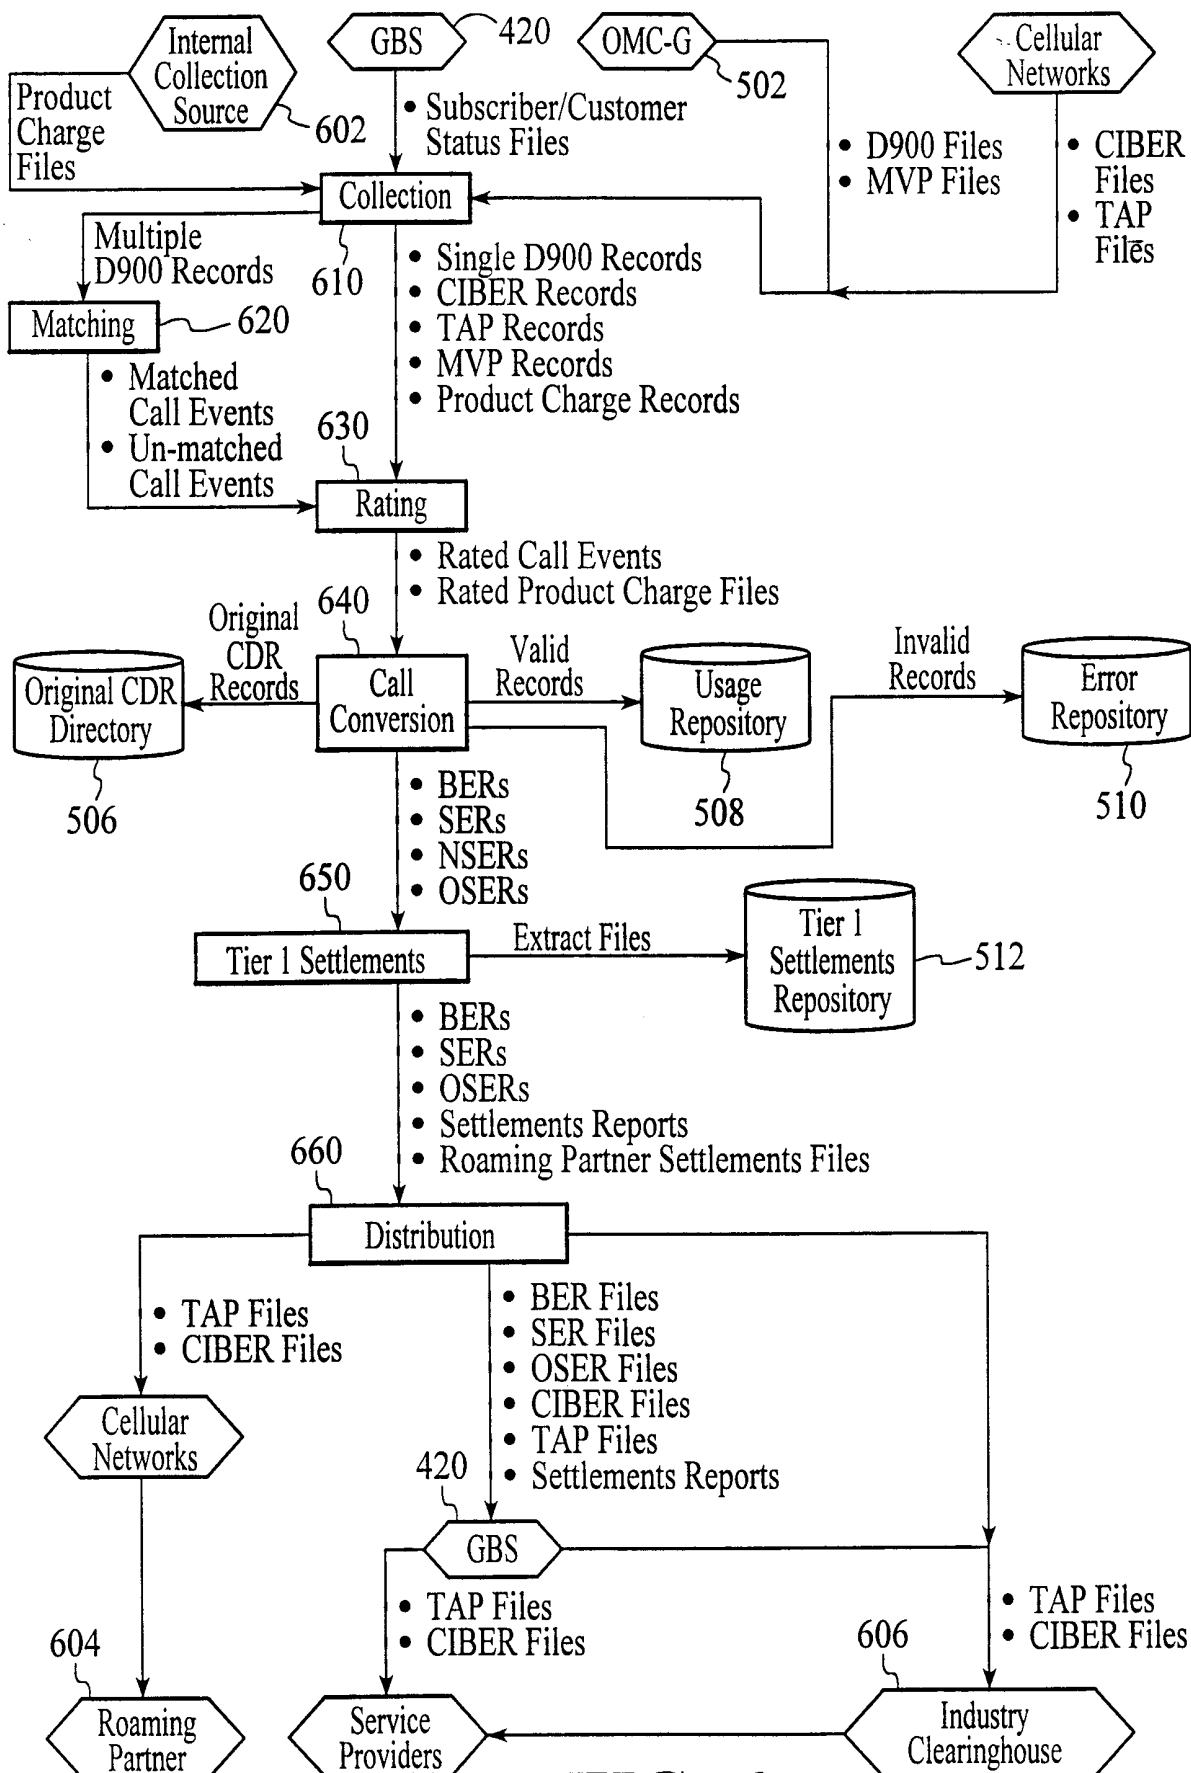 Internal
Collection
Source
602
GBS
420
OMC-G
502
Cellular
Networks
Product
Charge
Files
• Subscriber/Customer
Status Files
• D900 Files
• MVP Files
• CIBER
Files
• TAP
Files
Collection
610
Multiple
D900 Records
• Single D900 Records
• CIBER Records
• TAP Records
• MVP Records
• Product Charge Records
Matching
620
• Matched
Call Events
• Un-matched
Call Events
630
Rating
• Rated Call Events
• Rated Product Charge Files
640
Original
CDR
Records
Original CDR
Directory
506
Call
Conversion
Valid
Records
Usage
Repository
508
Invalid
Records
Error
Repository
510
• BERs
• SERs
• NSERs
• OSERs
650
Tier 1 Settlements
Extract Files
Tier 1
Settlements
Repository
512
• BERs
• SERs
• OSERs
• Settlements Reports
• Roaming Partner Settlements Files
660
Distribution
• TAP Files
• CIBER Files
• BER Files
• SER Files
• OSER Files
• CIBER Files
• TAP Files
• Settlements Reports
Cellular
Networks
420
GBS
• TAP Files
• CIBER Files
• TAP Files
• CIBER Files
604
Roaming
Partner
Service
Providers
606
Industry
Clearinghouse